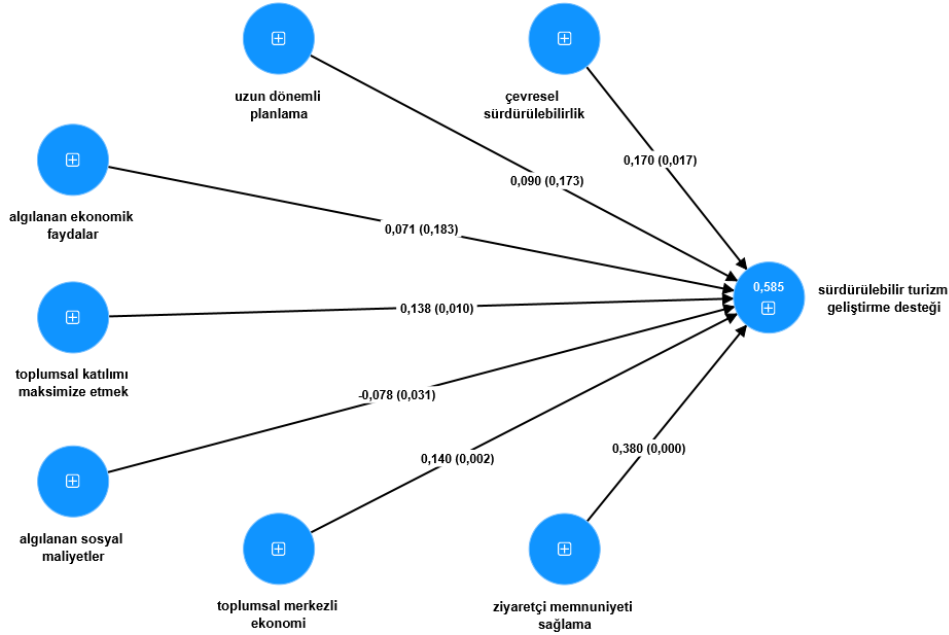 uzun dönemli
planlama
çevresel
sürdürülebilirlik
0,170 (0,017)
0,090 (0,173)
algılanan ekonomik
faydalar
0,071 (0,183)
0,585
sürdürülebilir turizm
geliştirme desteği
0,138 (0,010)
toplumsal katılımı
maksimize etmek
-0,078 (0,031)
0,140 (0,002)
0,380 (0,000)
algılanan sosyal
maliyetler
toplumsal merkezli
ekonomi
ziyaretçi memnuniyeti
sağlama